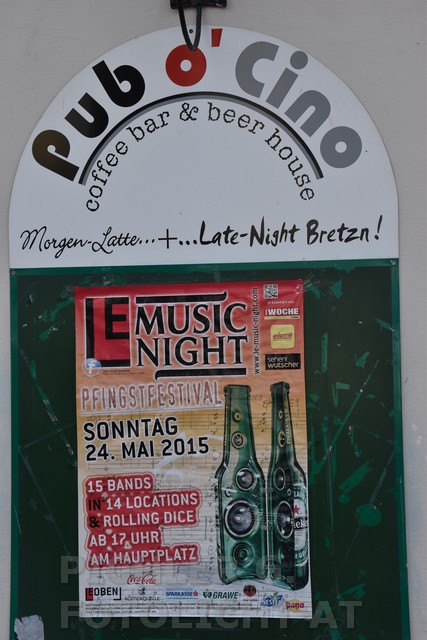 Pub o' Cino
coffee bar & beer house
Morgen-Latte...+...Late-Night Bretzn!
LE MUSIC
NIGHT
www.le-music-night.com
WOCHE
sehen!
wutscher
PFINGSTFESTIVAL
SONNTAG
24. MAI 2015
15 BANDS
IN 14 LOCATIONS
& ROLLING DICE
AB 17 UHR
AM HAUPTPLATZ
Coca-Cola
LEOBEN
RÖMERQUELLE
SPARKASSE
GRAWE
FOTOLICHT.AT